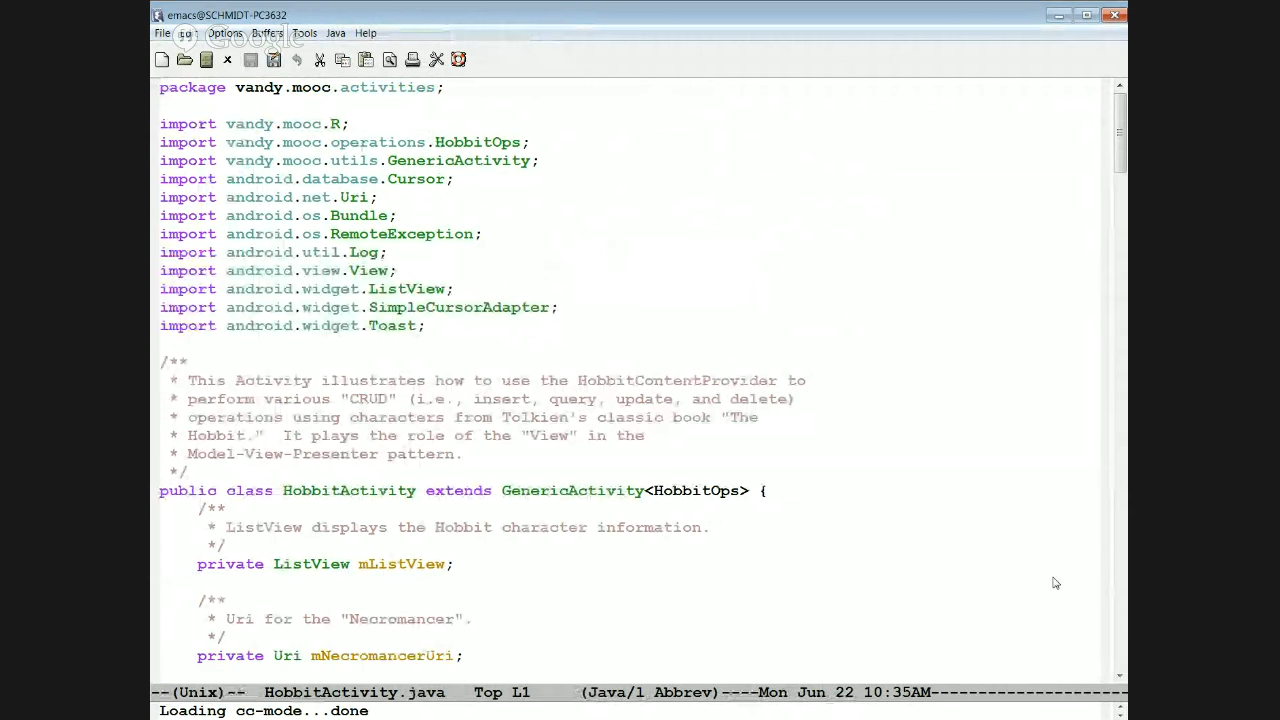 emacs@SCHMIDT-PC3632
File Edit Options Buffers Tools Java Help
Google
package vandy.mooc.activities;
import vandy.mooc.R;
import vandy.mooc.operations.HobbitOps;
import vandy.mooc.utils.GenericActivity;
import android.database.Cursor;
import android.net.Uri;
import android.os.Bundle;
import android.os.RemoteException;
import android.util.Log;
import android.view.View;
import android.widget.ListView;
import android.widget.SimpleCursorAdapter;
import android.widget.Toast;
/**
* This Activity illustrates how to use the HobbitContentProvider to
* perform various "CRUD" (i.e., insert, query, update, and delete)
* operations using characters from Tolkien's classic book "The
* Hobbit."  It plays the role of the "View" in the
* Model-View-Presenter pattern.
*/
public class HobbitActivity extends GenericActivity<HobbitOps> {
/**
* ListView displays the Hobbit character information.
*/
private ListView mListView;
/**
* Uri for the "Necromancer".
*/
private Uri mNecromancerUri;
--(Unix)--  HobbitActivity.java   Top L1     (Java/l Abbrev)----Mon Jun 22 10:35AM---------------------
Loading cc-mode...done